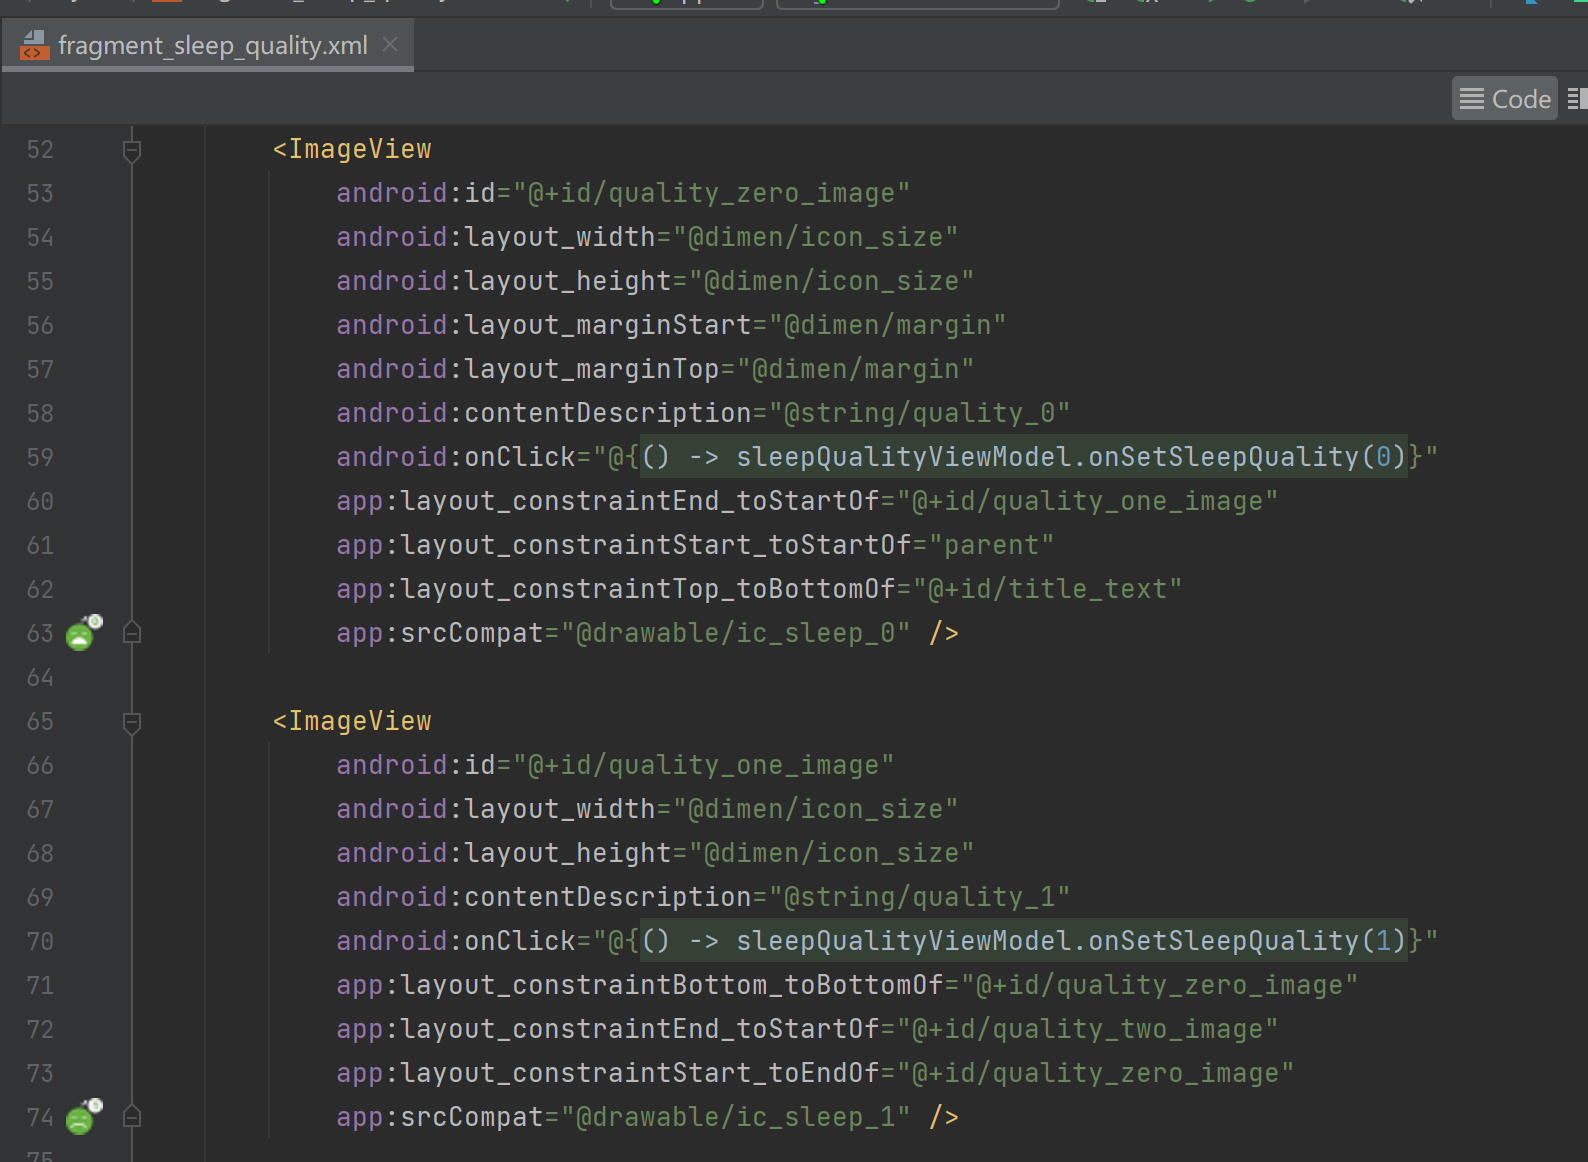 fragment_sleep_quality.xml
Code
52 <ImageView
53 android:id="@+id/quality_zero_image"
54 android:layout_width="@dimen/icon_size"
55 android:layout_height="@dimen/icon_size"
56 android:layout_marginStart="@dimen/margin"
57 android:layout_marginTop="@dimen/margin"
58 android:contentDescription="@string/quality_0"
59 android:onClick="@{() -> sleepQualityViewModel.onSetSleepQuality(0)}"
60 app:layout_constraintEnd_toStartOf="@+id/quality_one_image"
61 app:layout_constraintStart_toStartOf="parent"
62 app:layout_constraintTop_toBottomOf="@+id/title_text"
63 app:srcCompat="@drawable/ic_sleep_0" />
64
65 <ImageView
66 android:id="@+id/quality_one_image"
67 android:layout_width="@dimen/icon_size"
68 android:layout_height="@dimen/icon_size"
69 android:contentDescription="@string/quality_1"
70 android:onClick="@{() -> sleepQualityViewModel.onSetSleepQuality(1)}"
71 app:layout_constraintBottom_toBottomOf="@+id/quality_zero_image"
72 app:layout_constraintEnd_toStartOf="@+id/quality_two_image"
73 app:layout_constraintStart_toEndOf="@+id/quality_zero_image"
74 app:srcCompat="@drawable/ic_sleep_1" />
75